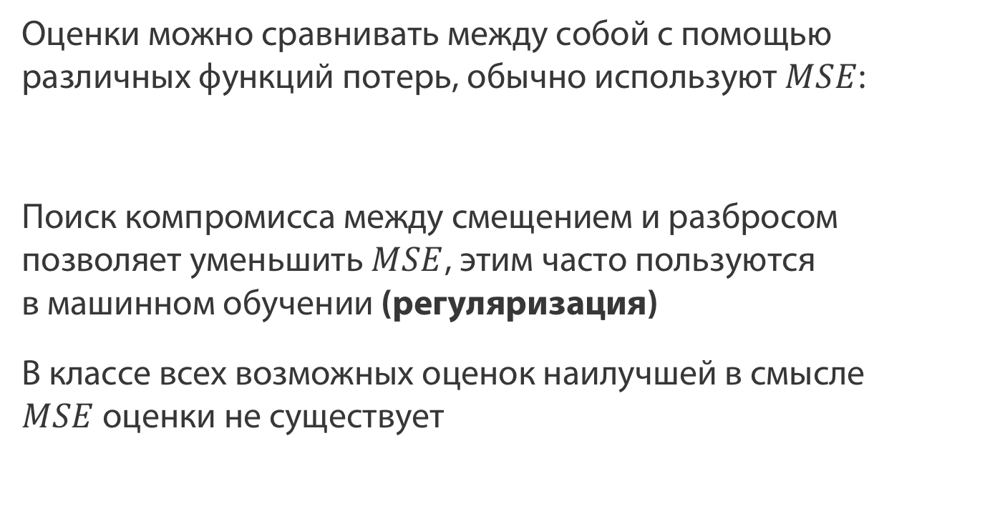 Оценки можно сравнивать между собой с помощью
различных функций потерь, обычно используют MSE:
Поиск компромисса между смещением и разбросом
позволяет уменьшить MSE, этим часто пользуются
в машинном обучении (регуляризация)
В классе всех возможных оценок наилучшей в смысле
MSE оценки не существует